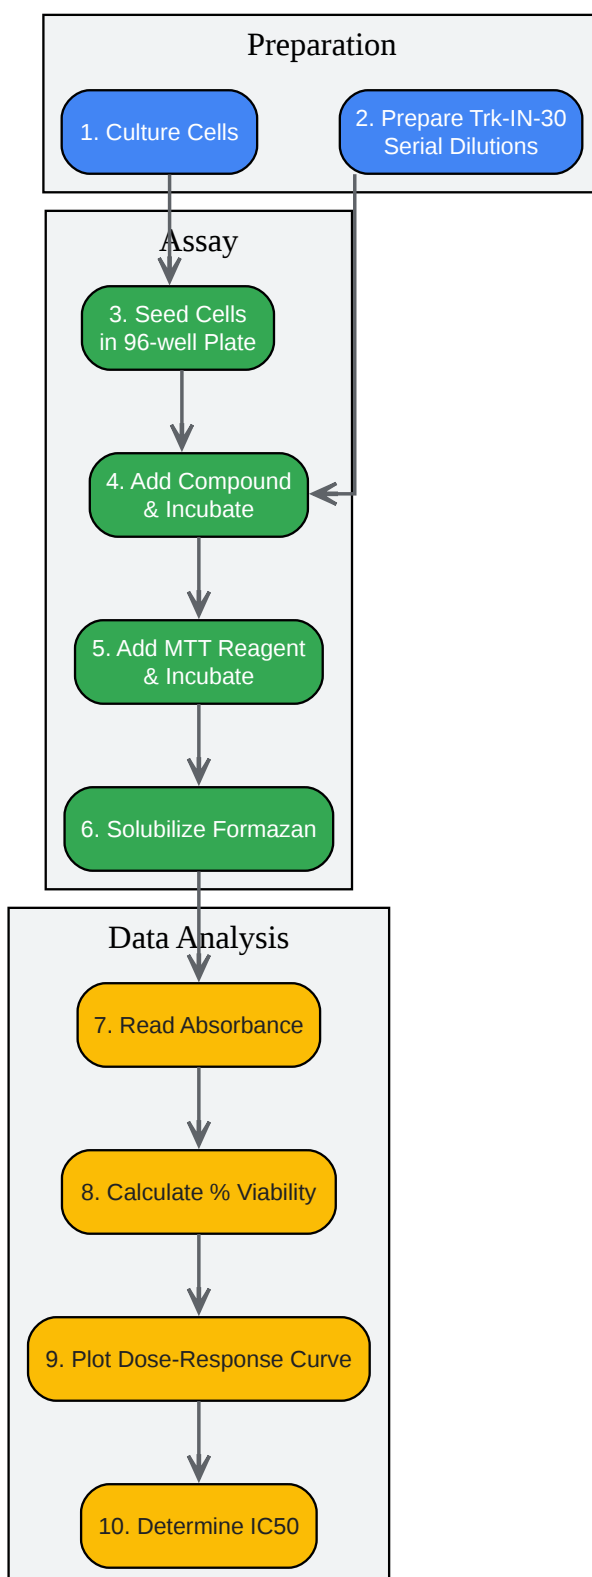 Preparation
1. Culture Cells
2. Prepare Trk-IN-30
Serial Dilutions
Assay
3. Seed Cells
in 96-well Plate
4. Add Compound
& Incubate
5. Add MTT Reagent
& Incubate
6. Solubilize Formazan
Data Analysis
7. Read Absorbance
8. Calculate % Viability
9. Plot Dose-Response Curve
10. Determine IC50